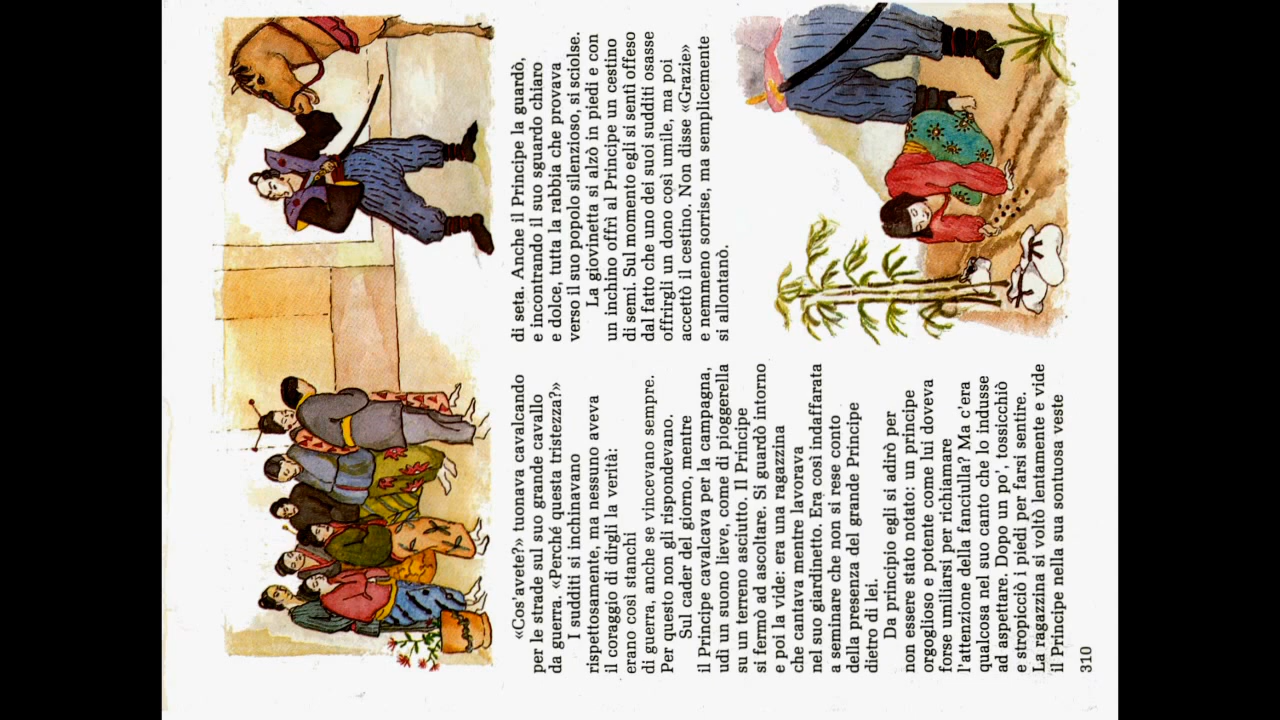 «Cos'avete?» tuonava cavalcando
per le strade sul suo grande cavallo
da guerra. «Perché questa tristezza?»
I sudditi si inchinavano
rispettosamente, ma nessuno aveva
il coraggio di dirgli la verità:
erano così stanchi
di guerra, anche se vincevano sempre.
Per questo non gli rispondevano.
Sul cader del giorno, mentre
il Principe cavalcava per la campagna,
udì un suono lieve, come di pioggerella
su un terreno asciutto. Il Principe
si fermò ad ascoltare. Si guardò intorno
e poi la vide: era una ragazzina
che cantava mentre lavorava
nel suo giardinetto. Era così indaffarata
a seminare che non si rese conto
della presenza del grande Principe
dietro di lei.
Da principio egli si adirò per
non essere stato notato: un principe
orgoglioso e potente come lui doveva
forse umiliarsi per richiamare
l'attenzione della fanciulla? Ma c'era
qualcosa nel suo canto che lo indusse
ad aspettare. Dopo un po', tossicchiò
e stropicciò i piedi per farsi sentire.
La ragazzina si voltò lentamente e vide
il Principe nella sua sontuosa veste
di seta. Anche il Principe la guardò,
e incontrando il suo sguardo chiaro
e dolce, tutta la rabbia che provava
verso il suo popolo silenzioso, si sciolse.
La giovinetta si alzò in piedi e con
un inchino offrì al Principe un cestino
di semi. Sul momento egli si sentì offeso
dal fatto che uno dei suoi sudditi osasse
offrirgli un dono così umile, ma poi
accettò il cestino. Non disse «Grazie»
e nemmeno sorrise, ma semplicemente
si allontanò.
310